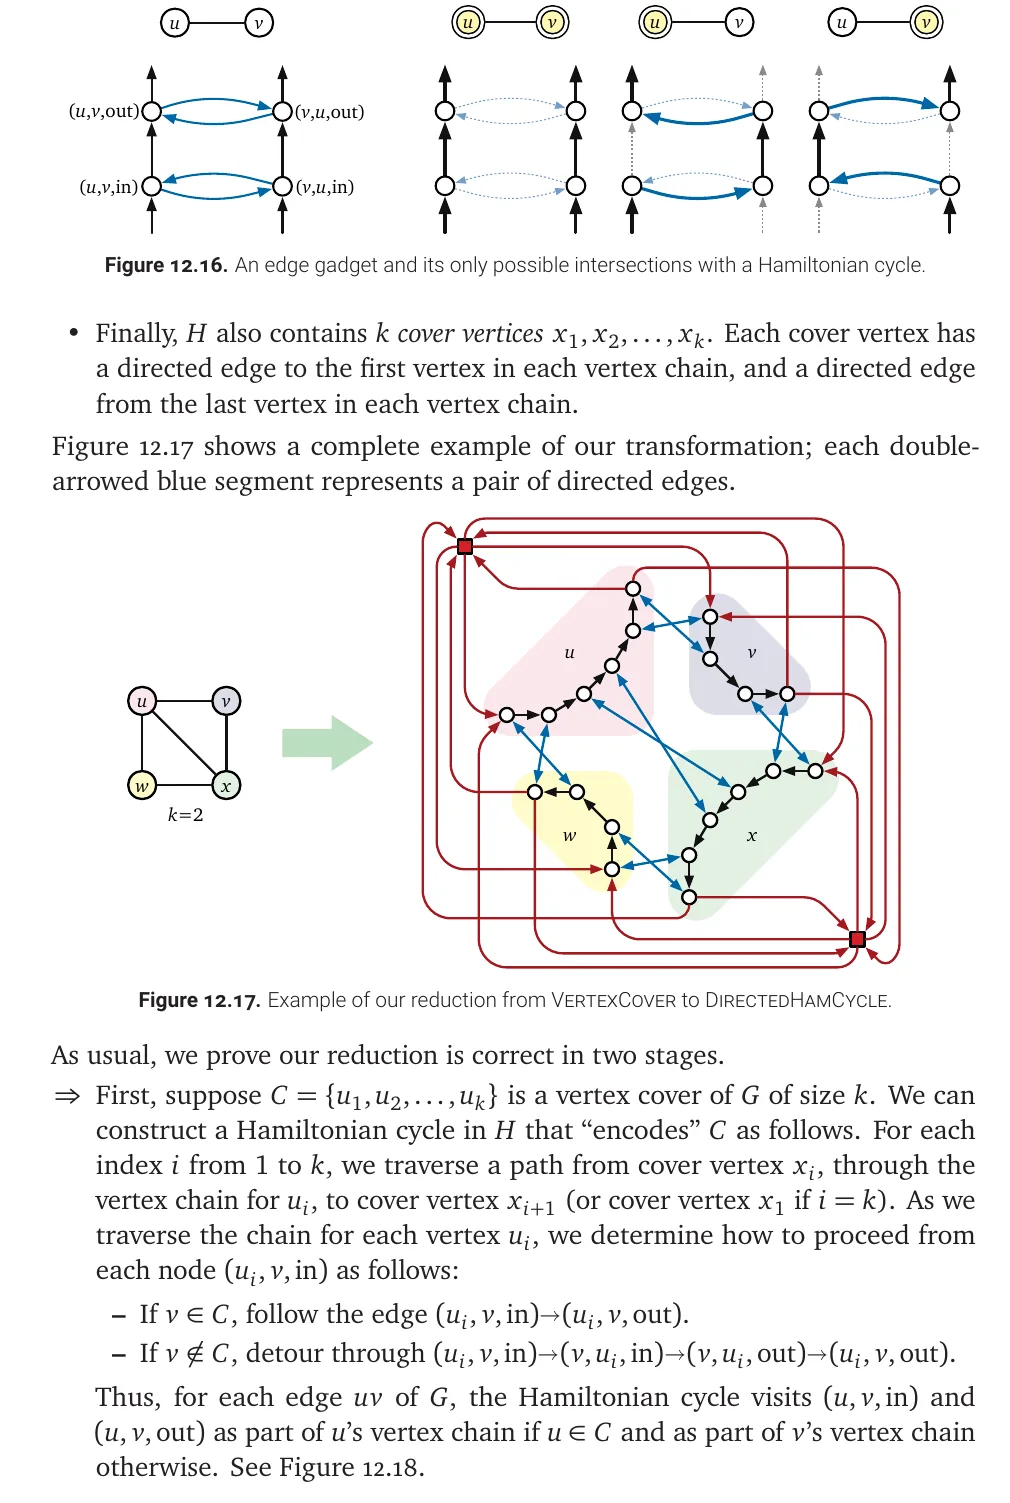 u v u v u v u v
(u,v,out) (v,u,out)
(u,v,in) (v,u,in)
Figure 12.16. An edge gadget and its only possible intersections with a Hamiltonian cycle.
• Finally, H also contains k cover vertices x₁, x₂, . . . , xₖ. Each cover vertex has
a directed edge to the first vertex in each vertex chain, and a directed edge
from the last vertex in each vertex chain.
Figure 12.17 shows a complete example of our transformation; each double-
arrowed blue segment represents a pair of directed edges.
u v
w x
k=2
u v
w x
Figure 12.17. Example of our reduction from VERTEXCOVER to DIRECTEDHAMCYCLE.
As usual, we prove our reduction is correct in two stages.
⇒ First, suppose C = {u₁, u₂, . . . , uₖ} is a vertex cover of G of size k. We can
construct a Hamiltonian cycle in H that “encodes” C as follows. For each
index i from 1 to k, we traverse a path from cover vertex xᵢ, through the
vertex chain for uᵢ, to cover vertex xᵢ₊₁ (or cover vertex x₁ if i = k). As we
traverse the chain for each vertex uᵢ, we determine how to proceed from
each node (uᵢ, v, in) as follows:
– If v ∈ C, follow the edge (uᵢ, v, in)→(uᵢ, v, out).
– If v ∉ C, detour through (uᵢ, v, in)→(v, uᵢ, in)→(v, uᵢ, out)→(uᵢ, v, out).
Thus, for each edge uv of G, the Hamiltonian cycle visits (u, v, in) and
(u, v, out) as part of u’s vertex chain if u ∈ C and as part of v’s vertex chain
otherwise. See Figure 12.18.